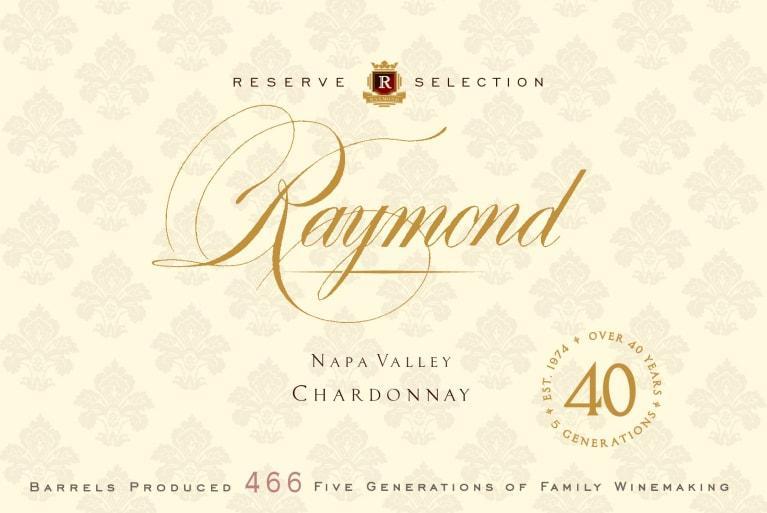 RESERVE R SELECTION
RAYMOND
Raymond
NAPA VALLEY
CHARDONNAY
EST. 1974 ✦ OVER 40 YEARS ✦ 5 GENERATIONS ✦
40
BARRELS PRODUCED 466 FIVE GENERATIONS OF FAMILY WINEMAKING